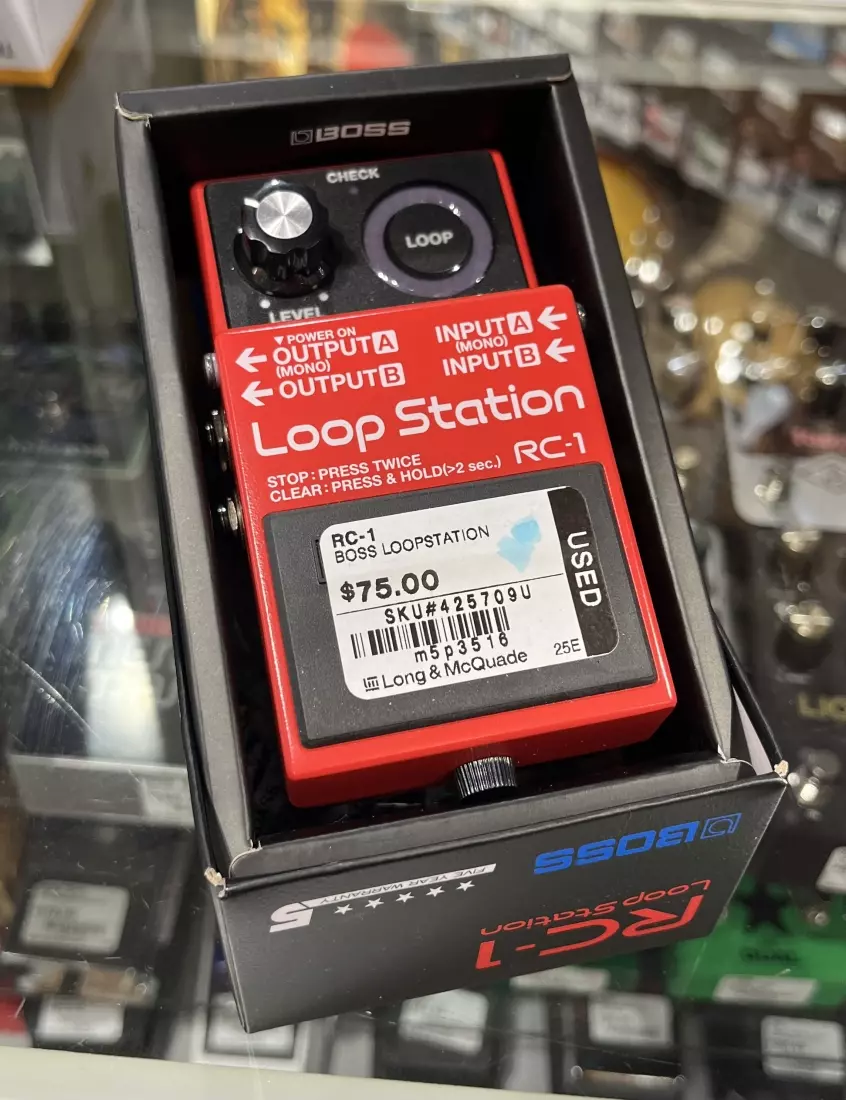 BOSS
CHECK
LOOP
LEVEL
▼POWER ON
← OUTPUT A
(MONO)
← OUTPUT B
INPUT A ←
(MONO)
INPUT B ←
Loop Station
RC-1
STOP : PRESS TWICE
CLEAR : PRESS & HOLD(>2 sec.)
RC-1
BOSS LOOPSTATION
$75.00
SKU#425709U
m5p3516
Long & McQuade
25E
USED
BOSS
FIVE YEAR WARRANTY
5
RC-1
Loop Station